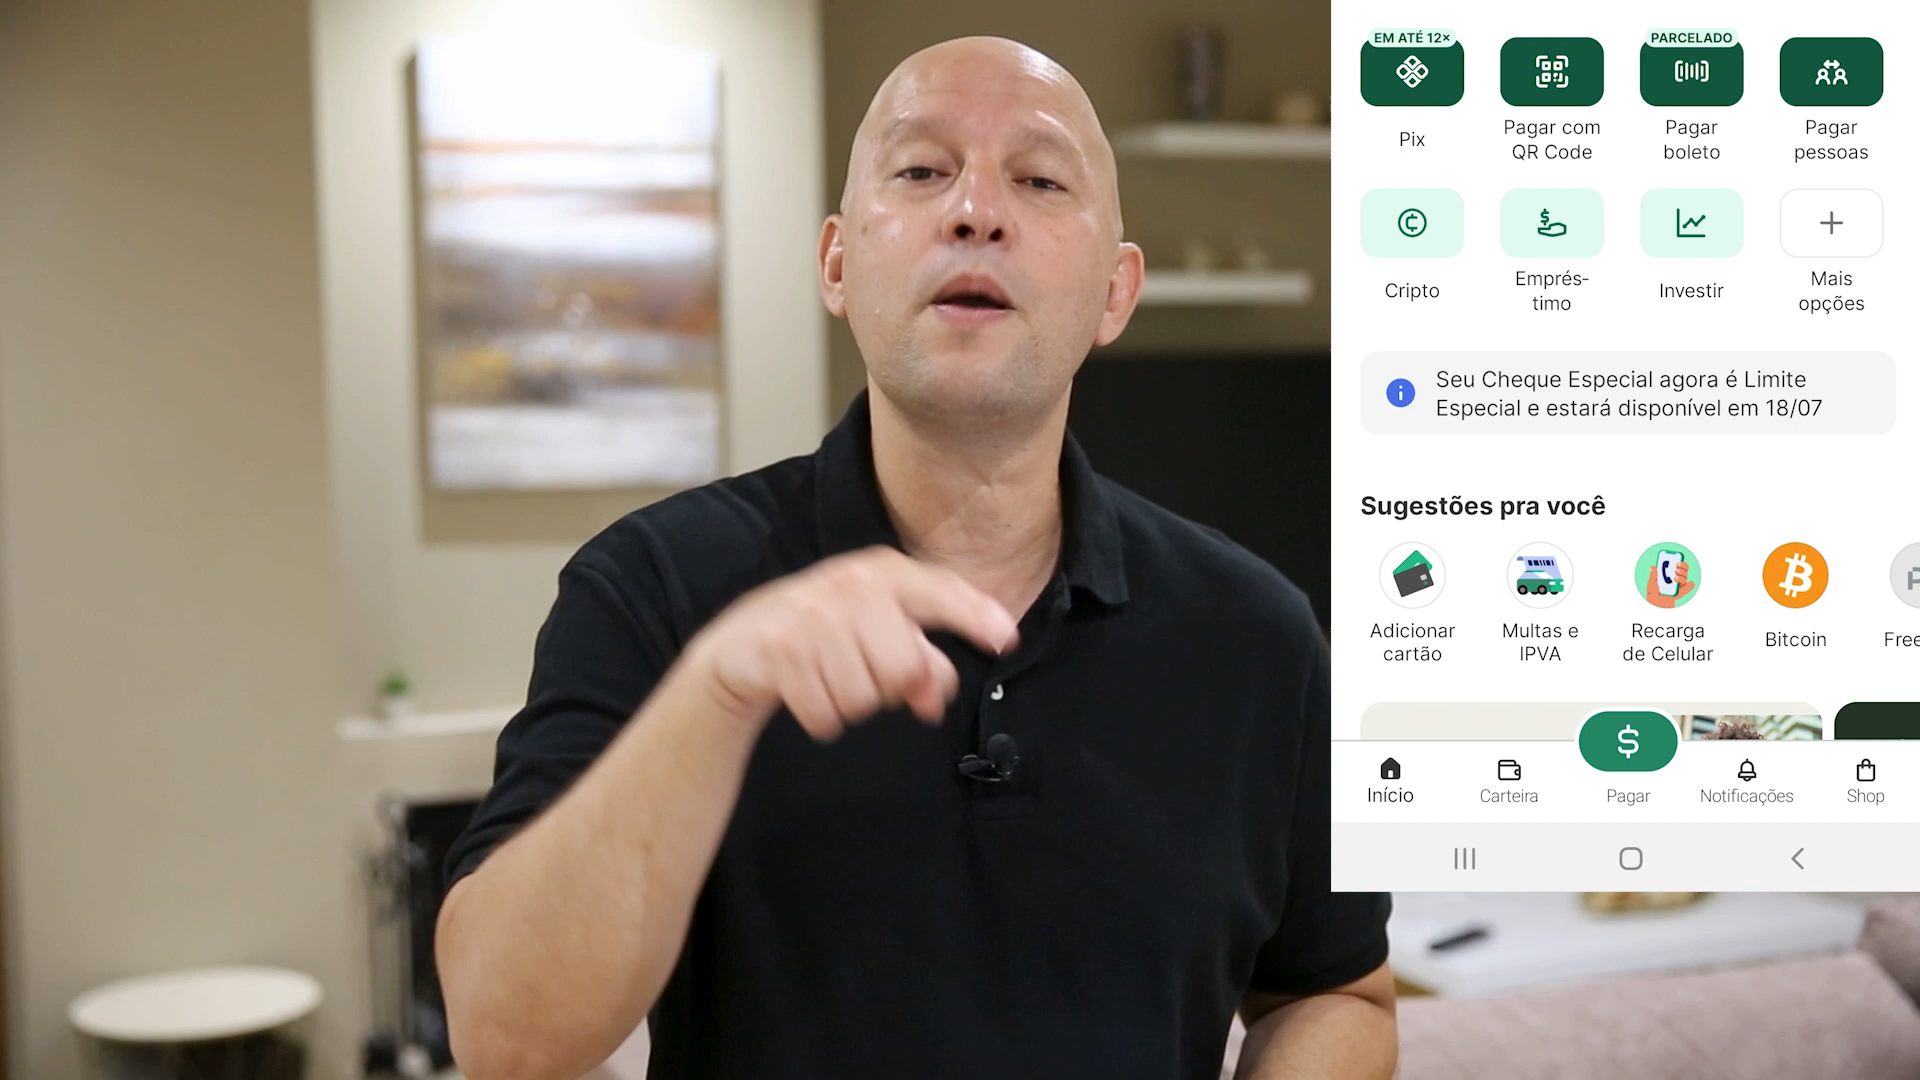 EM ATÉ 12×
PARCELADO
Pix
Pagar com
QR Code
Pagar
boleto
Pagar
pessoas
Cripto
Emprés-
timo
Investir
Mais
opções
Seu Cheque Especial agora é Limite
Especial e estará disponível em 18/07
Sugestões pra você
Adicionar
cartão
Multas e
IPVA
Recarga
de Celular
Bitcoin
Free
Início
Carteira
Pagar
Notificações
Shop